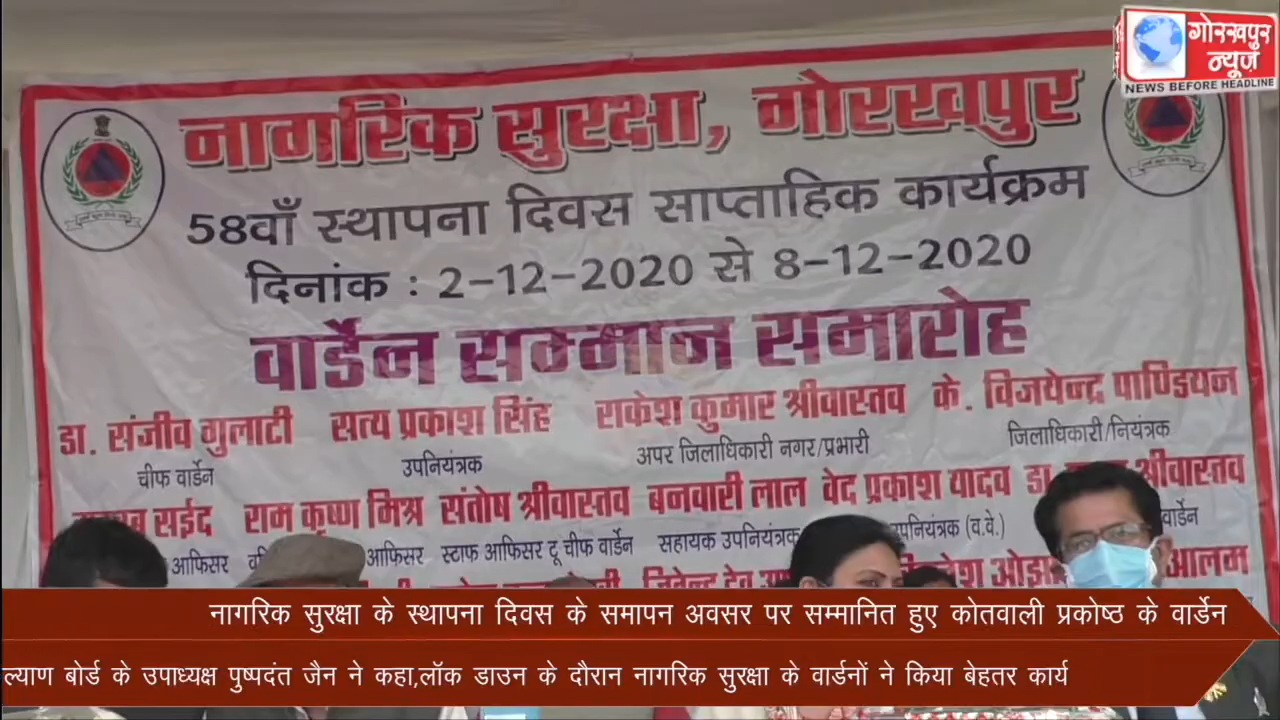 गोरखपुर
न्यूज़
NEWS BEFORE HEADLINE
नागरिक सुरक्षा, गोरखपुर
58वाँ स्थापना दिवस साप्ताहिक कार्यक्रम
दिनांक : 2-12-2020 से 8-12-2020
वार्डेन सम्मान समारोह
डा. संजीव गुलाटी सत्य प्रकाश सिंह राकेश कुमार श्रीवास्तव के. विजयेन्द्र पाण्डियन
चीफ वार्डेन उपनियंत्रक अपर जिलाधिकारी नगर/प्रभारी जिलाधिकारी/नियंत्रक
सईद राम कृष्ण मिश्र संतोष श्रीवास्तव बनवारी लाल वेद प्रकाश यादव डा. श्रीवास्तव
आफिसर आफिसर स्टाफ आफिसर टू चीफ वार्डेन सहायक उपनियंत्रक उपनियंत्रक (व.वे.) वार्डेन
आलम
नागरिक सुरक्षा के स्थापना दिवस के समापन अवसर पर सम्मानित हुए कोतवाली प्रकोष्ठ के वार्डेन
ल्याण बोर्ड के उपाध्यक्ष पुष्पदंत जैन ने कहा,लॉक डाउन के दौरान नागरिक सुरक्षा के वार्डनों ने किया बेहतर कार्य